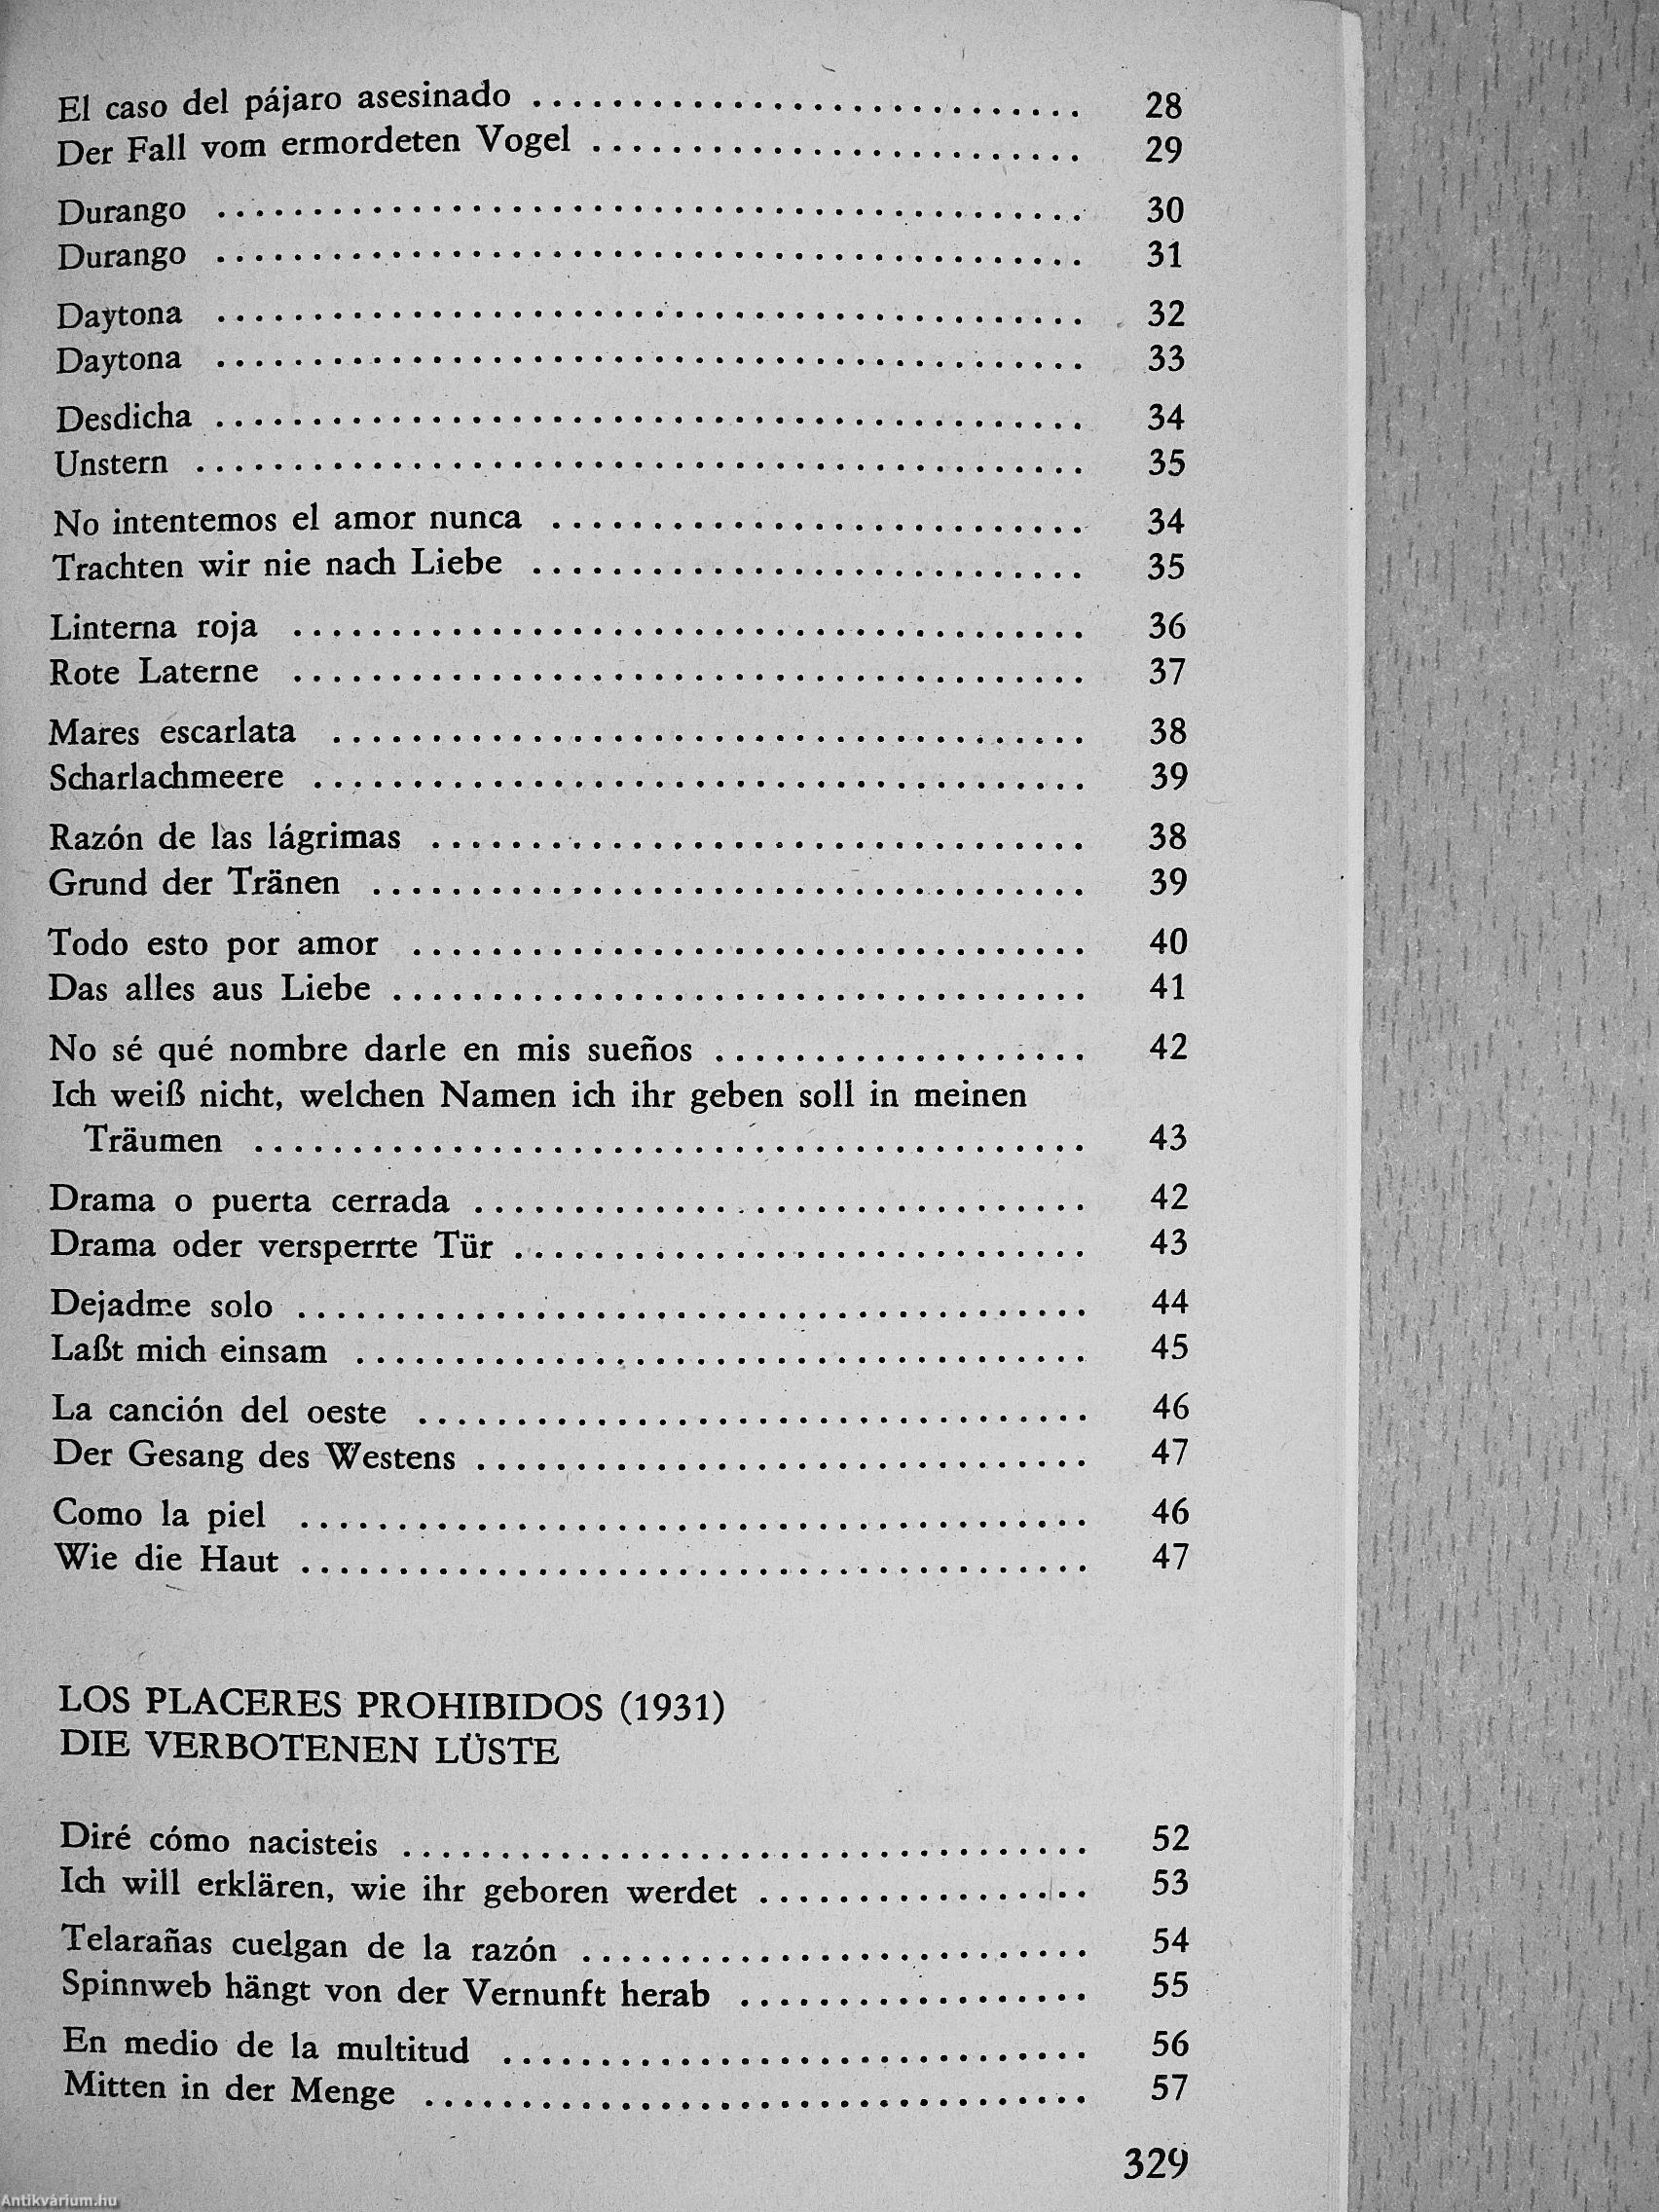 El caso del pájaro asesinado ............................ 28
Der Fall vom ermordeten Vogel ......................... 29
Durango ............................................ 30
Durango ............................................ 31
Daytona ............................................ 32
Daytona ............................................ 33
Desdicha ............................................ 34
Unstern ............................................. 35
No intentemos el amor nunca ........................... 34
Trachten wir nie nach Liebe ............................ 35
Linterna roja ........................................ 36
Rote Laterne ........................................ 37
Mares escarlata ...................................... 38
Scharlachmeere ....................................... 39
Razón de las lágrimas ................................. 38
Grund der Tränen .................................... 39
Todo esto por amor .................................. 40
Das alles aus Liebe ................................... 41
No sé qué nombre darle en mis sueños ................... 42
Ich weiß nicht, welchen Namen ich ihr geben soll in meinen
Träumen .......................................... 43
Drama o puerta cerrada ............................... 42
Drama oder versperrte Tür ............................. 43
Dejadme solo ........................................ 44
Laßt mich einsam ..................................... 45
La canción del oeste .................................. 46
Der Gesang des Westens ............................... 47
Como la piel ........................................ 46
Wie die Haut ........................................ 47
LOS PLACERES PROHIBIDOS (1931)
DIE VERBOTENEN LÜSTE
Diré cómo nacisteis ................................... 52
Ich will erklären, wie ihr geboren werdet ................. 53
Telarañas cuelgan de la razón .......................... 54
Spinnweb hängt von der Vernunft herab .................. 55
En medio de la multitud .............................. 56
Mitten in der Menge .................................. 57
329
Antikvárium.hu